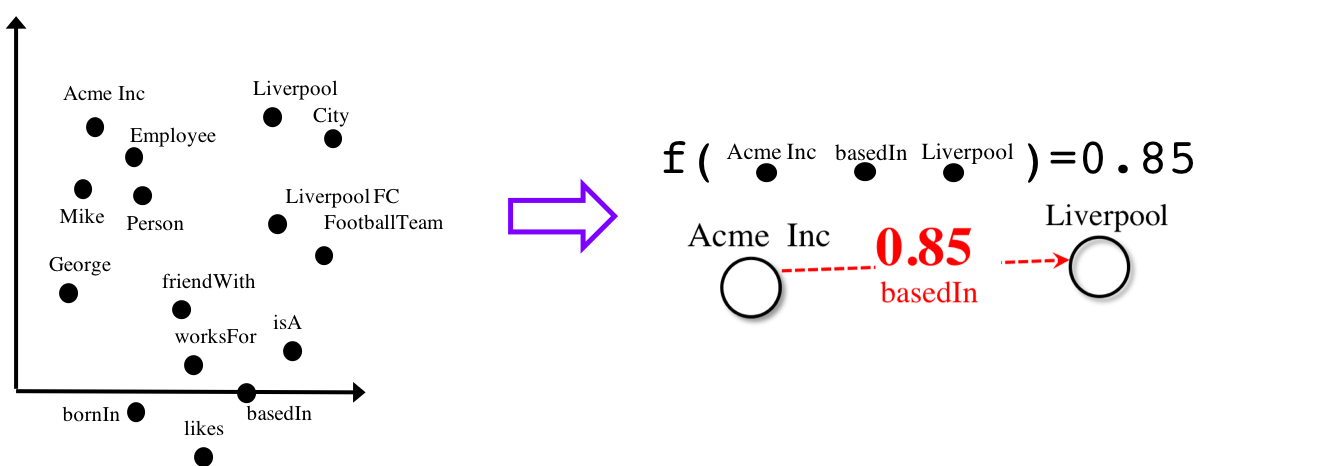 Acme Inc
Liverpool
City
Employee
Mike
Person
Liverpool FC
FootballTeam
George
friendWith
worksFor
isA
bornIn
basedIn
likes
f( Acme Inc basedIn Liverpool )=0.85
Acme Inc
0.85
basedIn
Liverpool